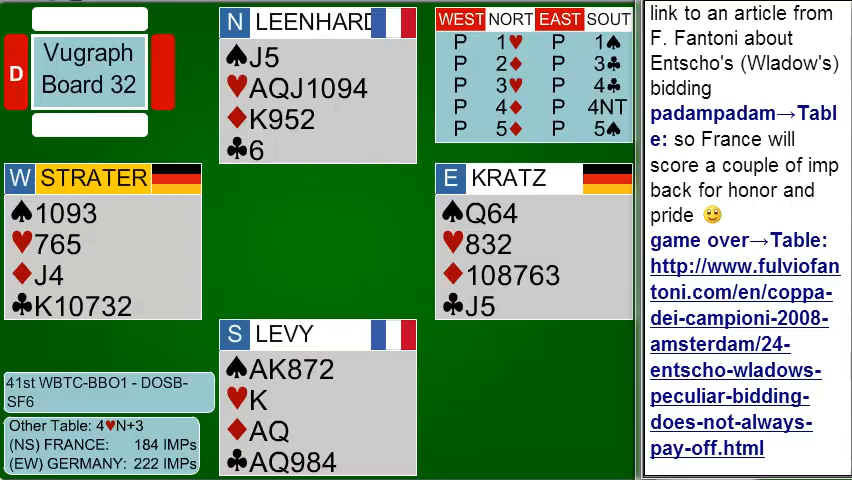 D
Vugraph
Board 32
N LEENHARD
♠J5
♥AQJ1094
♦K952
♣6
WEST NORT EAST SOUT
P 1♥ P 1♠
P 2♦ P 3♣
P 3♥ P 4♣
P 4♦ P 4NT
P 5♦ P 5♠
W STRATER
♠1093
♥765
♦J4
♣K10732
E KRATZ
♠Q64
♥832
♦108763
♣J5
S LEVY
♠AK872
♥K
♦AQ
♣AQ984
41st WBTC-BBO1 - DOSB-
SF6
Other Table: 4♥N+3
(NS) FRANCE: 184 IMPs
(EW) GERMANY: 222 IMPs
link to an article from
F. Fantoni about
Entscho's (Wladow's)
bidding
padampadam→Tabl
e: so France will
score a couple of imp
back for honor and
pride
game over→Table:
http://www.fulviofan
toni.com/en/coppa-
dei-campioni-2008-
amsterdam/24-
entscho-wladows-
peculiar-bidding-
does-not-always-
pay-off.html